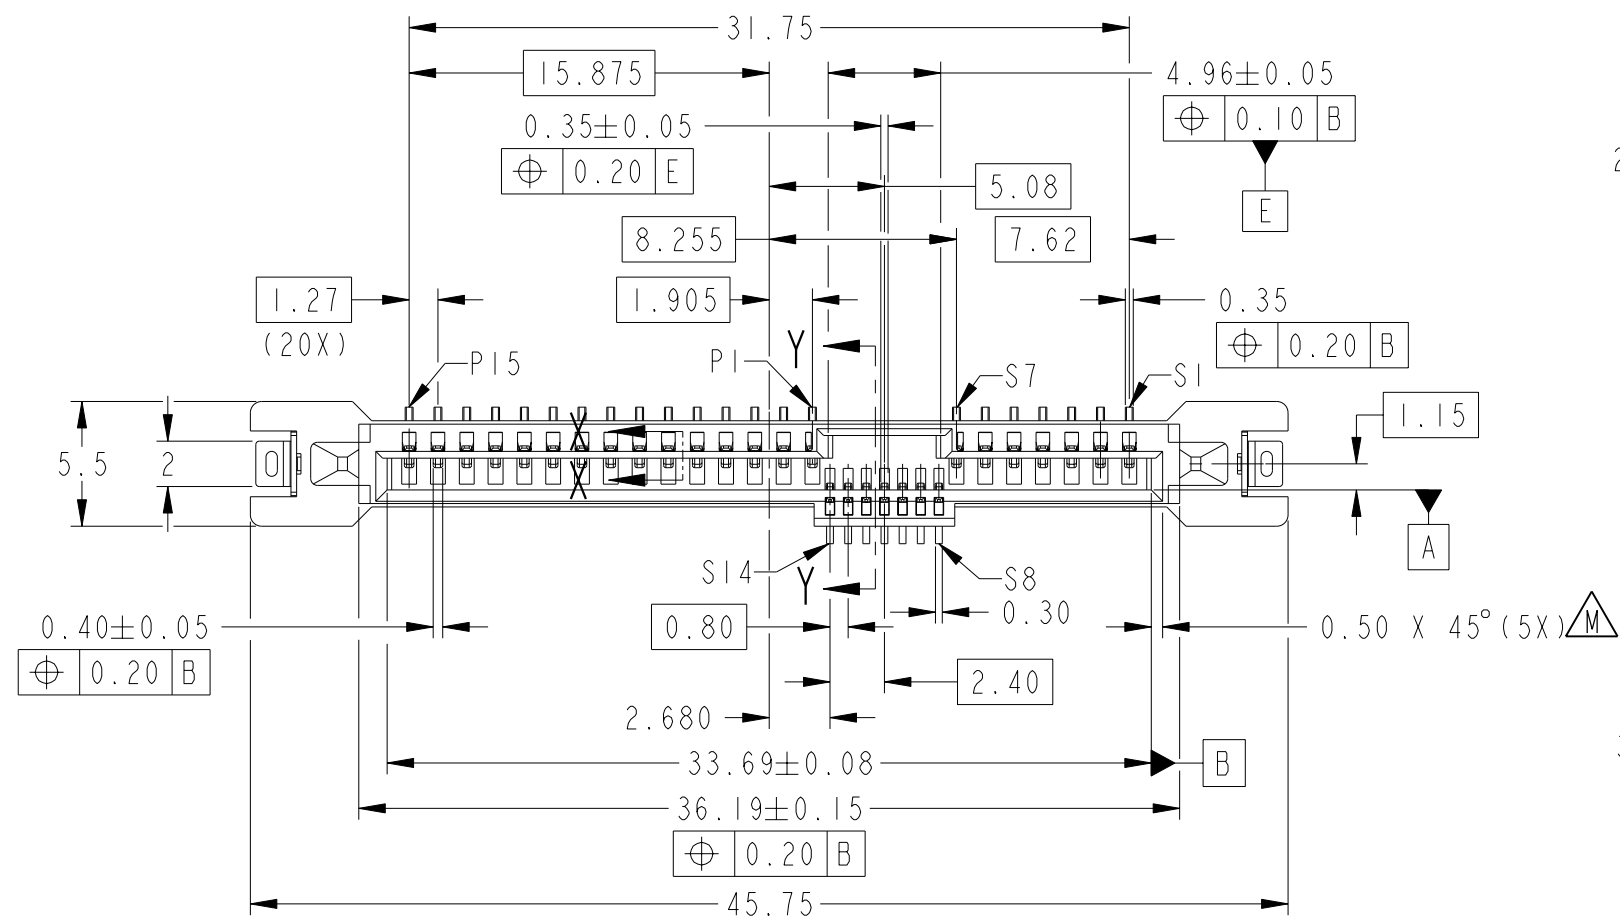 31.75
15.875
4.96±0.05
0.10 B
0.35±0.05
0.20 E
5.08
E
8.255
7.62
1.27
(20X)
1.905
0.35
0.20 B
Y
P15
P1
S7
S1
1.15
X
5.5
2
X
A
S14
Y
S8
0.30
0.40±0.05
0.20 B
0.80
0.50 X 45°(5X)
M
2.40
2.680
33.69±0.08
B
36.19±0.15
0.20 B
45.75